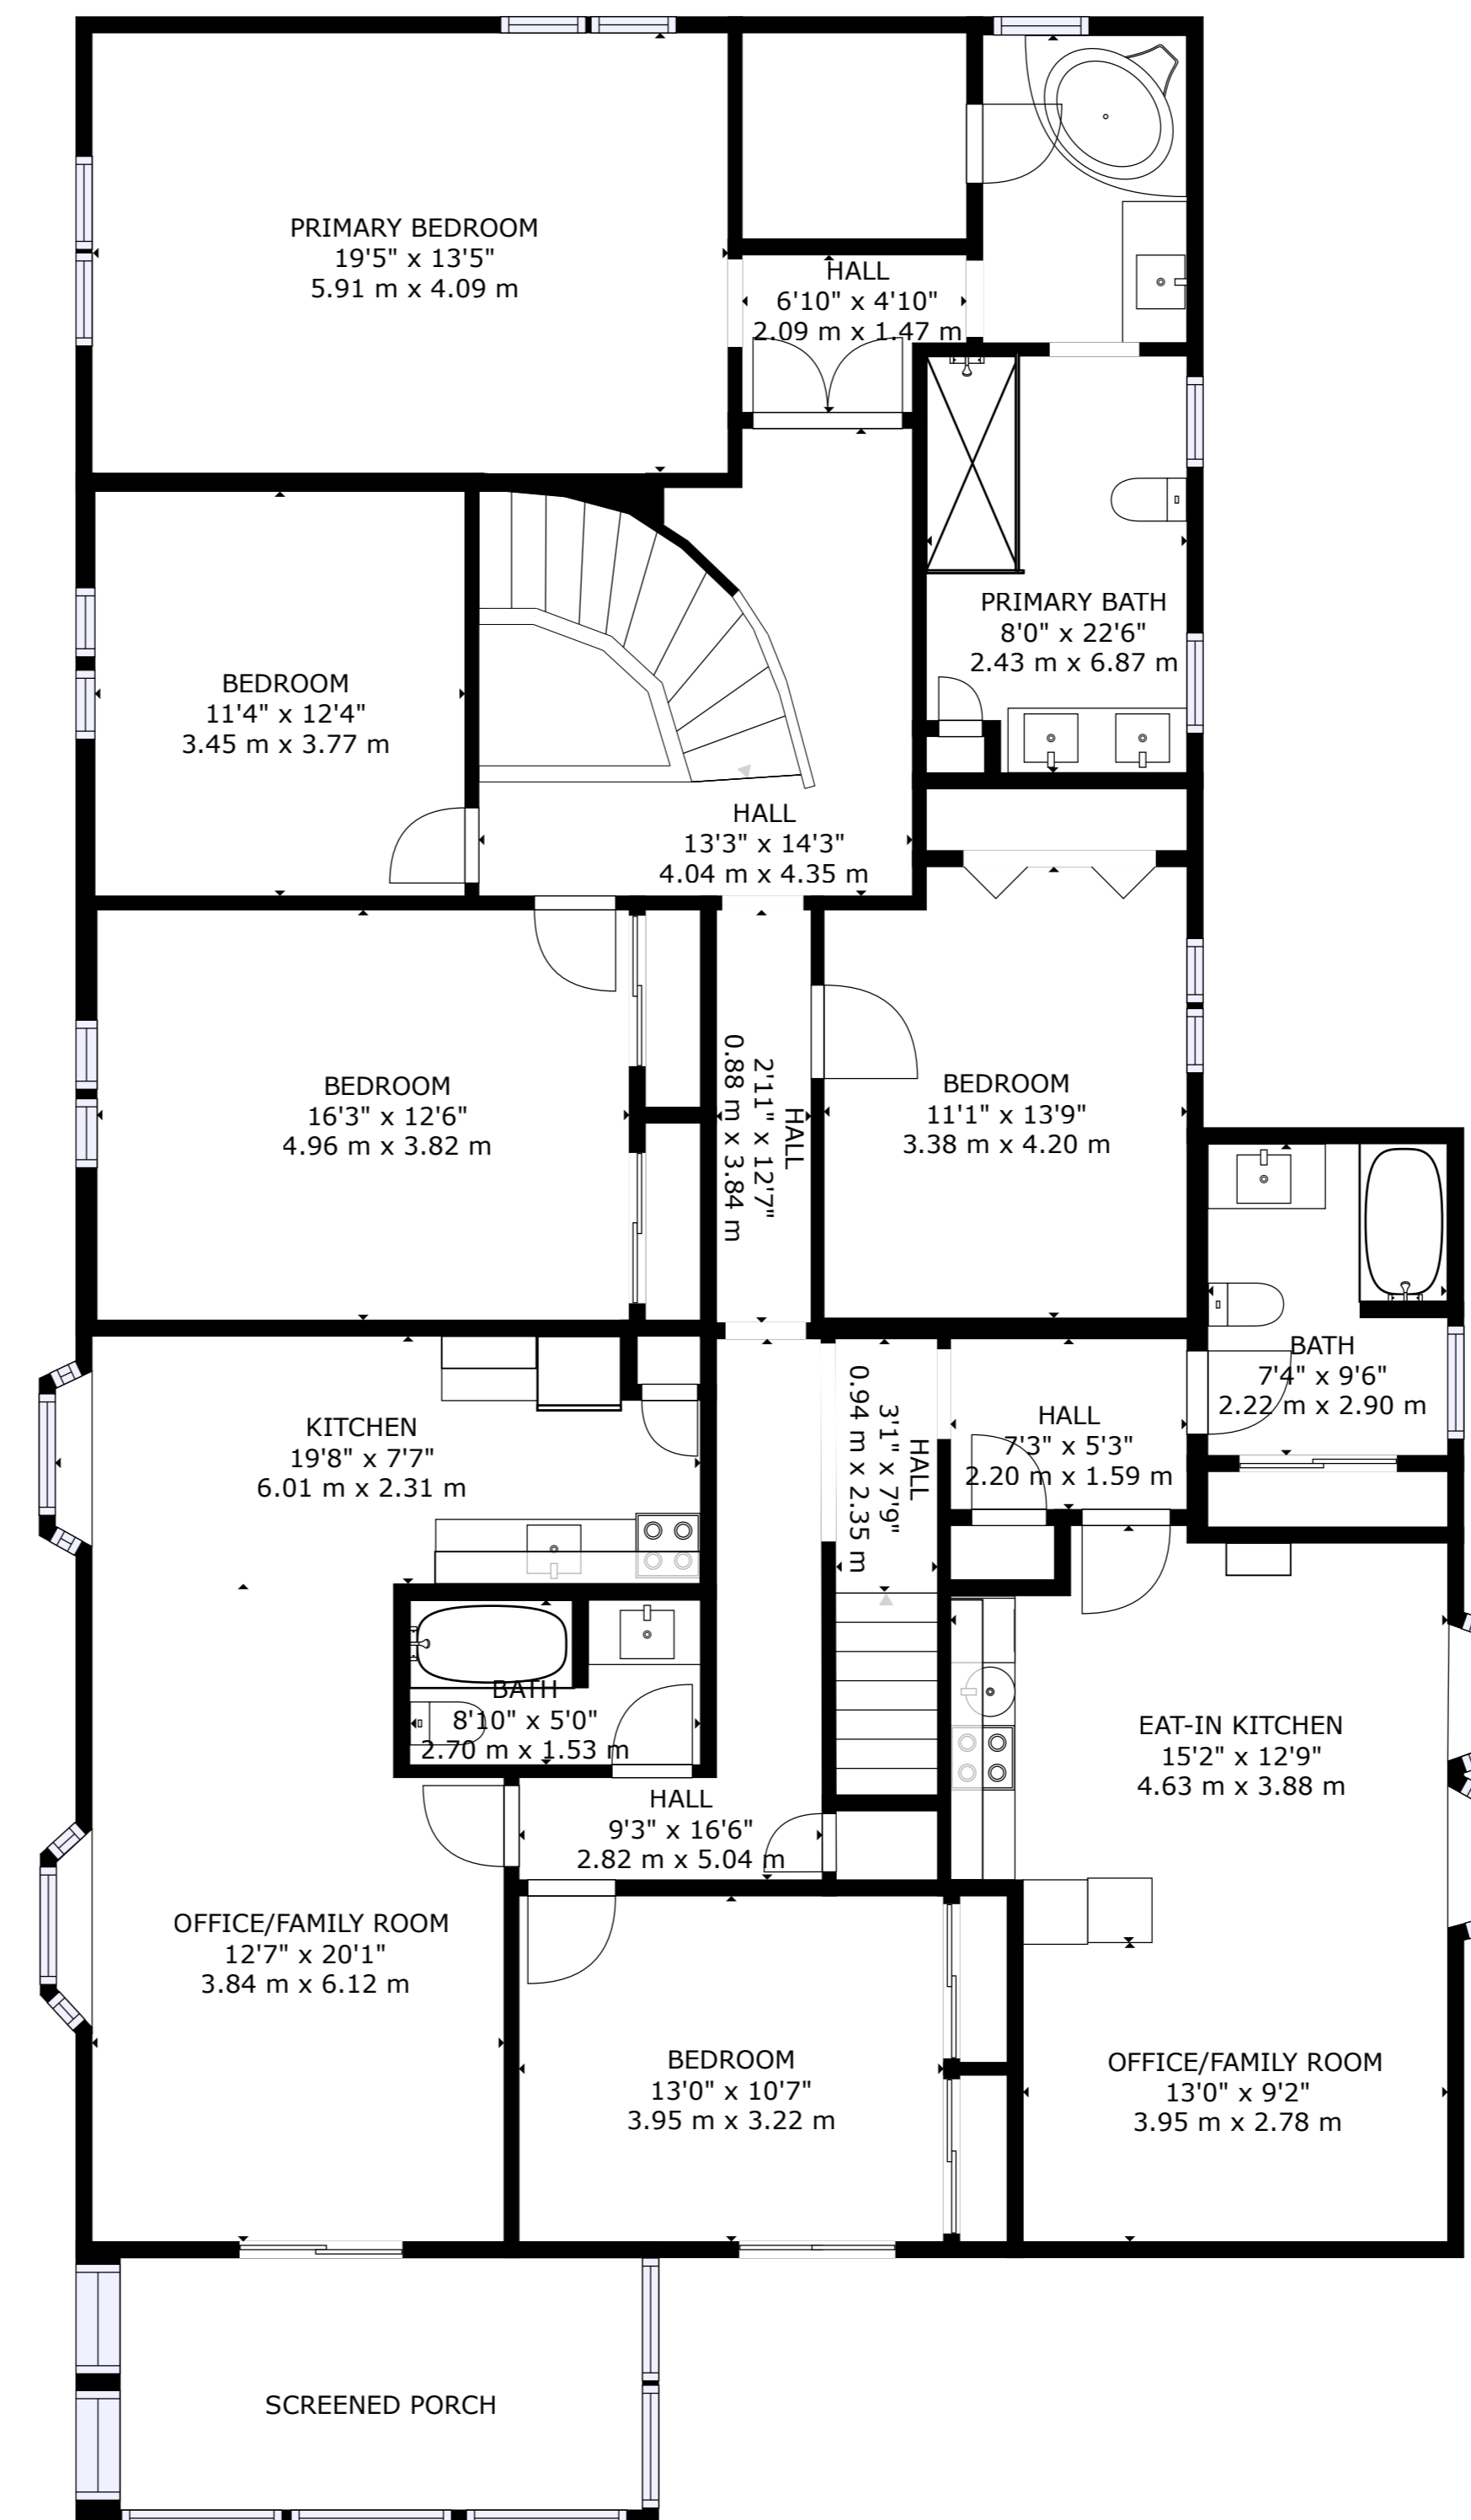 PRIMARY BEDROOM
19'5" x 13'5"
5.91 m x 4.09 m
HALL
6'10" x 4'10"
2.09 m x 1.47 m
PRIMARY BATH
8'0" x 22'6"
2.43 m x 6.87 m
BEDROOM
11'4" x 12'4"
3.45 m x 3.77 m
HALL
13'3" x 14'3"
4.04 m x 4.35 m
BEDROOM
16'3" x 12'6"
4.96 m x 3.82 m
HALL
2'11" x 12'7"
0.88 m x 3.84 m
BEDROOM
11'1" x 13'9"
3.38 m x 4.20 m
BATH
7'4" x 9'6"
2.22 m x 2.90 m
KITCHEN
19'8" x 7'7"
6.01 m x 2.31 m
HALL
3'1" x 7'9"
0.94 m x 2.35 m
HALL
7'3" x 5'3"
2.20 m x 1.59 m
BATH
8'10" x 5'0"
2.70 m x 1.53 m
EAT-IN KITCHEN
15'2" x 12'9"
4.63 m x 3.88 m
HALL
9'3" x 16'6"
2.82 m x 5.04 m
OFFICE/FAMILY ROOM
12'7" x 20'1"
3.84 m x 6.12 m
BEDROOM
13'0" x 10'7"
3.95 m x 3.22 m
OFFICE/FAMILY ROOM
13'0" x 9'2"
3.95 m x 2.78 m
SCREENED PORCH